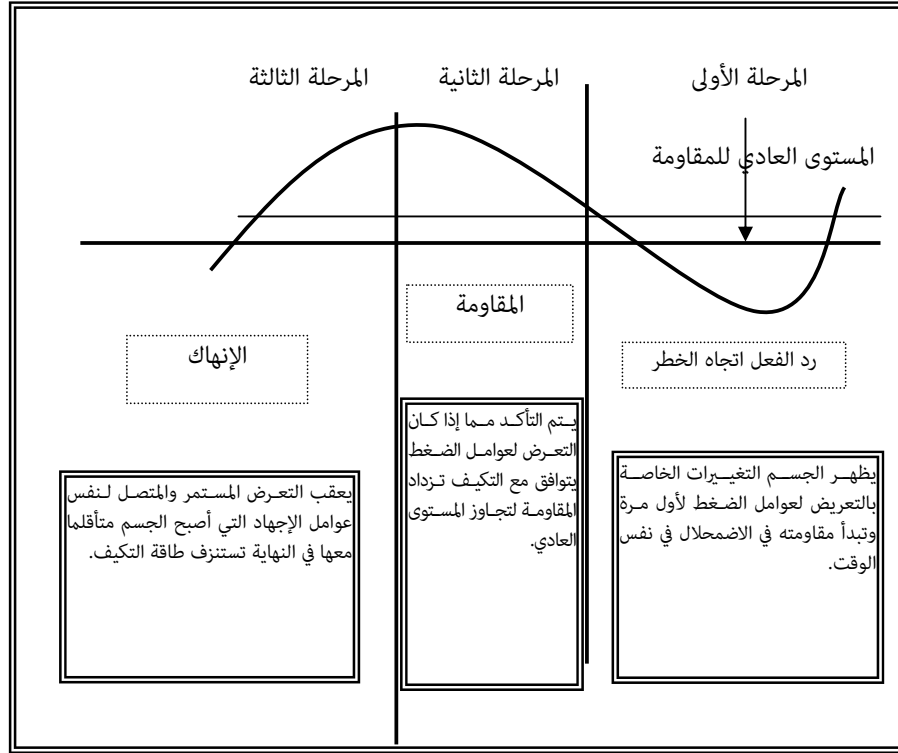 المرحلة الأولى
المرحلة الثانية
المرحلة الثالثة
المستوى العادي للمقاومة
رد الفعل اتجاه الخطر
المقاومة
الإنهاك
يظهر الجسم التغييرات الخاصة
بالتعريض لعوامل الضغط لأول مرة
وتبدأ مقاومته في الاضمحلال في نفس
الوقت.
يتم التأكد مما إذا كان
التعرض لعوامل الضغط
يتوافق مع التكيف تزداد
المقاومة لتجاوز المستوى
العادي.
يعقب التعرض المستمر والمتصل لنفس
عوامل الإجهاد التي أصبح الجسم متأقلما
معها في النهاية تستنزف طاقة التكيف.